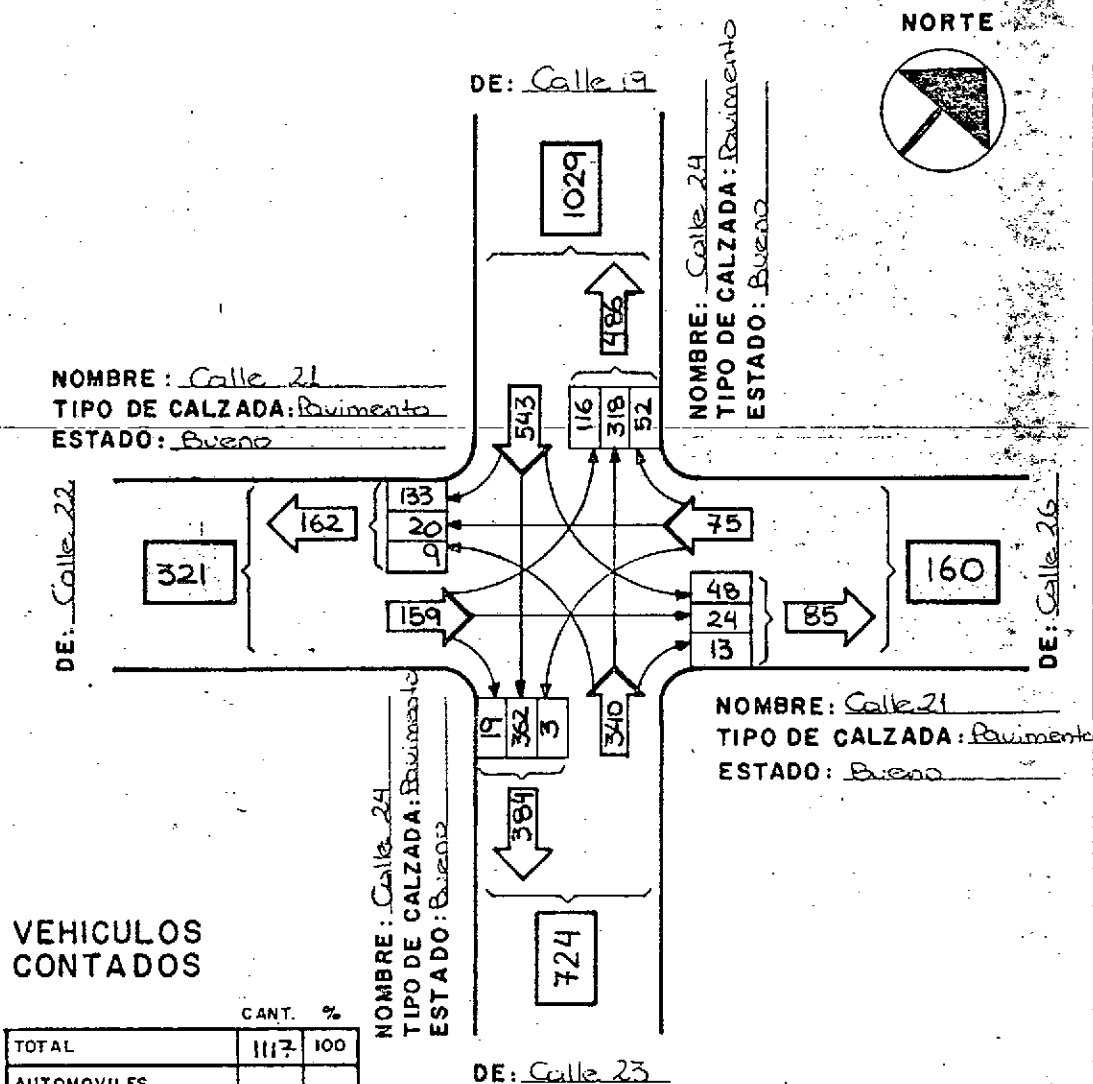 NORTE
DE: Calle 19
1029
NOMBRE: Calle 24
TIPO DE CALZADA: Pavimento
ESTADO: Bueno
486
116 318 52
543
NOMBRE: Calle 21
TIPO DE CALZADA: Pavimento
ESTADO: Bueno
DE: Calle 22
321
162
133
20
9
75
159
48
24
13
85
160
DE: Calle 26
19 362 3
340
384
724
NOMBRE: Calle 21
TIPO DE CALZADA: Pavimento
ESTADO: Bueno
NOMBRE: Calle 24
TIPO DE CALZADA: Pavimento
ESTADO: Bueno
DE: Calle 23
VEHICULOS
CONTADOS
CANT. %
TOTAL 1117 100
AUTOMOVILES